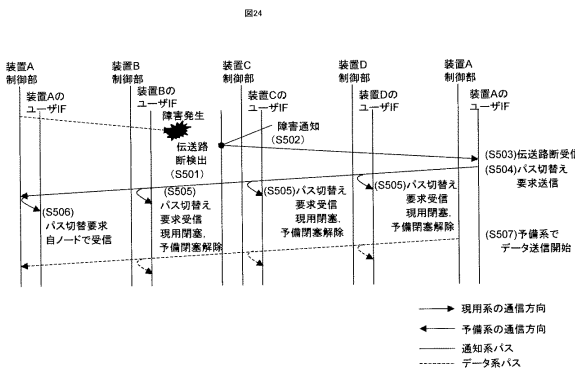 図24
装置A
制御部
装置Aの
ユーザIF
装置B
制御部
装置Bの
ユーザIF
装置C
制御部
装置Cの
ユーザIF
装置D
制御部
装置Dの
ユーザIF
装置A
制御部
装置Aの
ユーザIF
障害発生
伝送路
断検出
(S501)
障害通知
(S502)
(S503)伝送路断受信
(S504)パス切替え
要求送信
(S505)
パス切替え
要求受信
現用閉塞,
予備閉塞解除
(S505)パス切替え
要求受信
現用閉塞.
予備閉塞解除
(S505)パス切替え
要求受信
現用閉塞.
予備閉塞解除
(S506)
パス切替要求
自ノードで受信
(S507)予備系で
データ送信開始
現用系の通信方向
予備系の通信方向
通知系パス
データ系パス